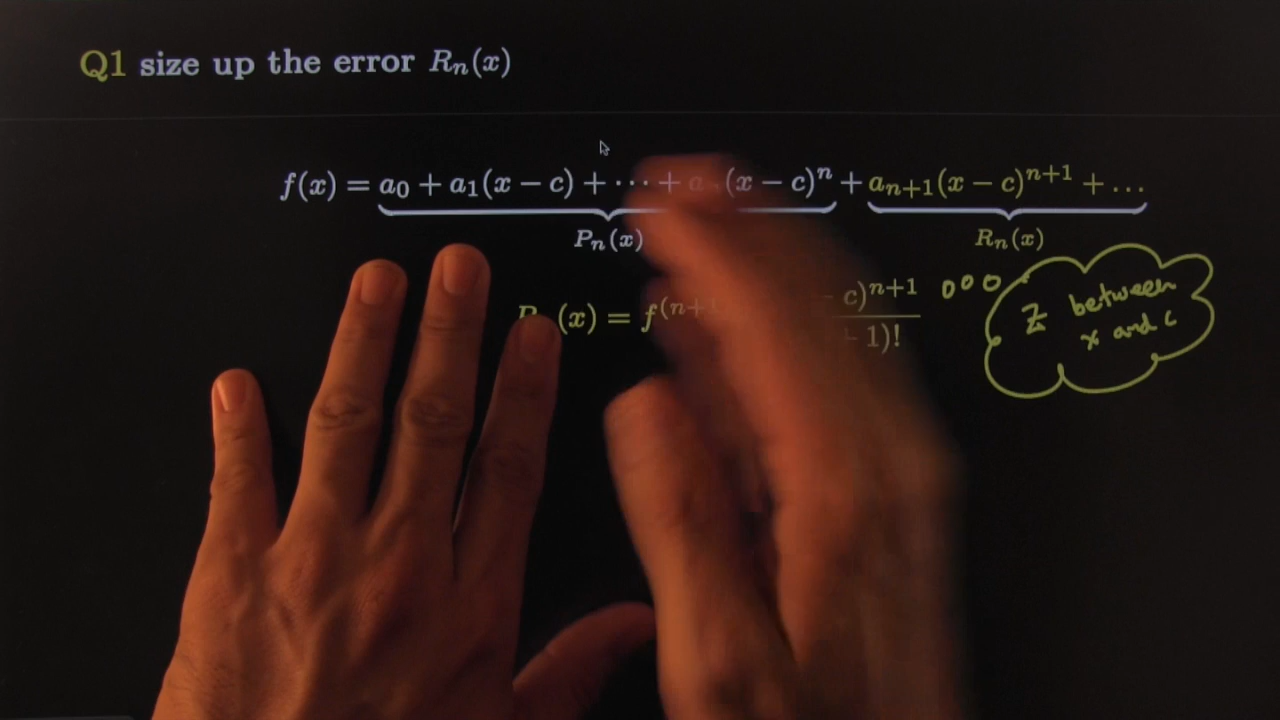 Q1 size up the error Rₙ(x)
f(x) = a₀ + a₁(x − c) + ⋯ + a (x − c)ⁿ + aₙ₊₁(x − c)ⁿ⁺¹ + …
Pₙ(x) Rₙ(x)
R (x) = f⁽ⁿ⁺ − c)ⁿ⁺¹
+ 1)!
z between
x and c